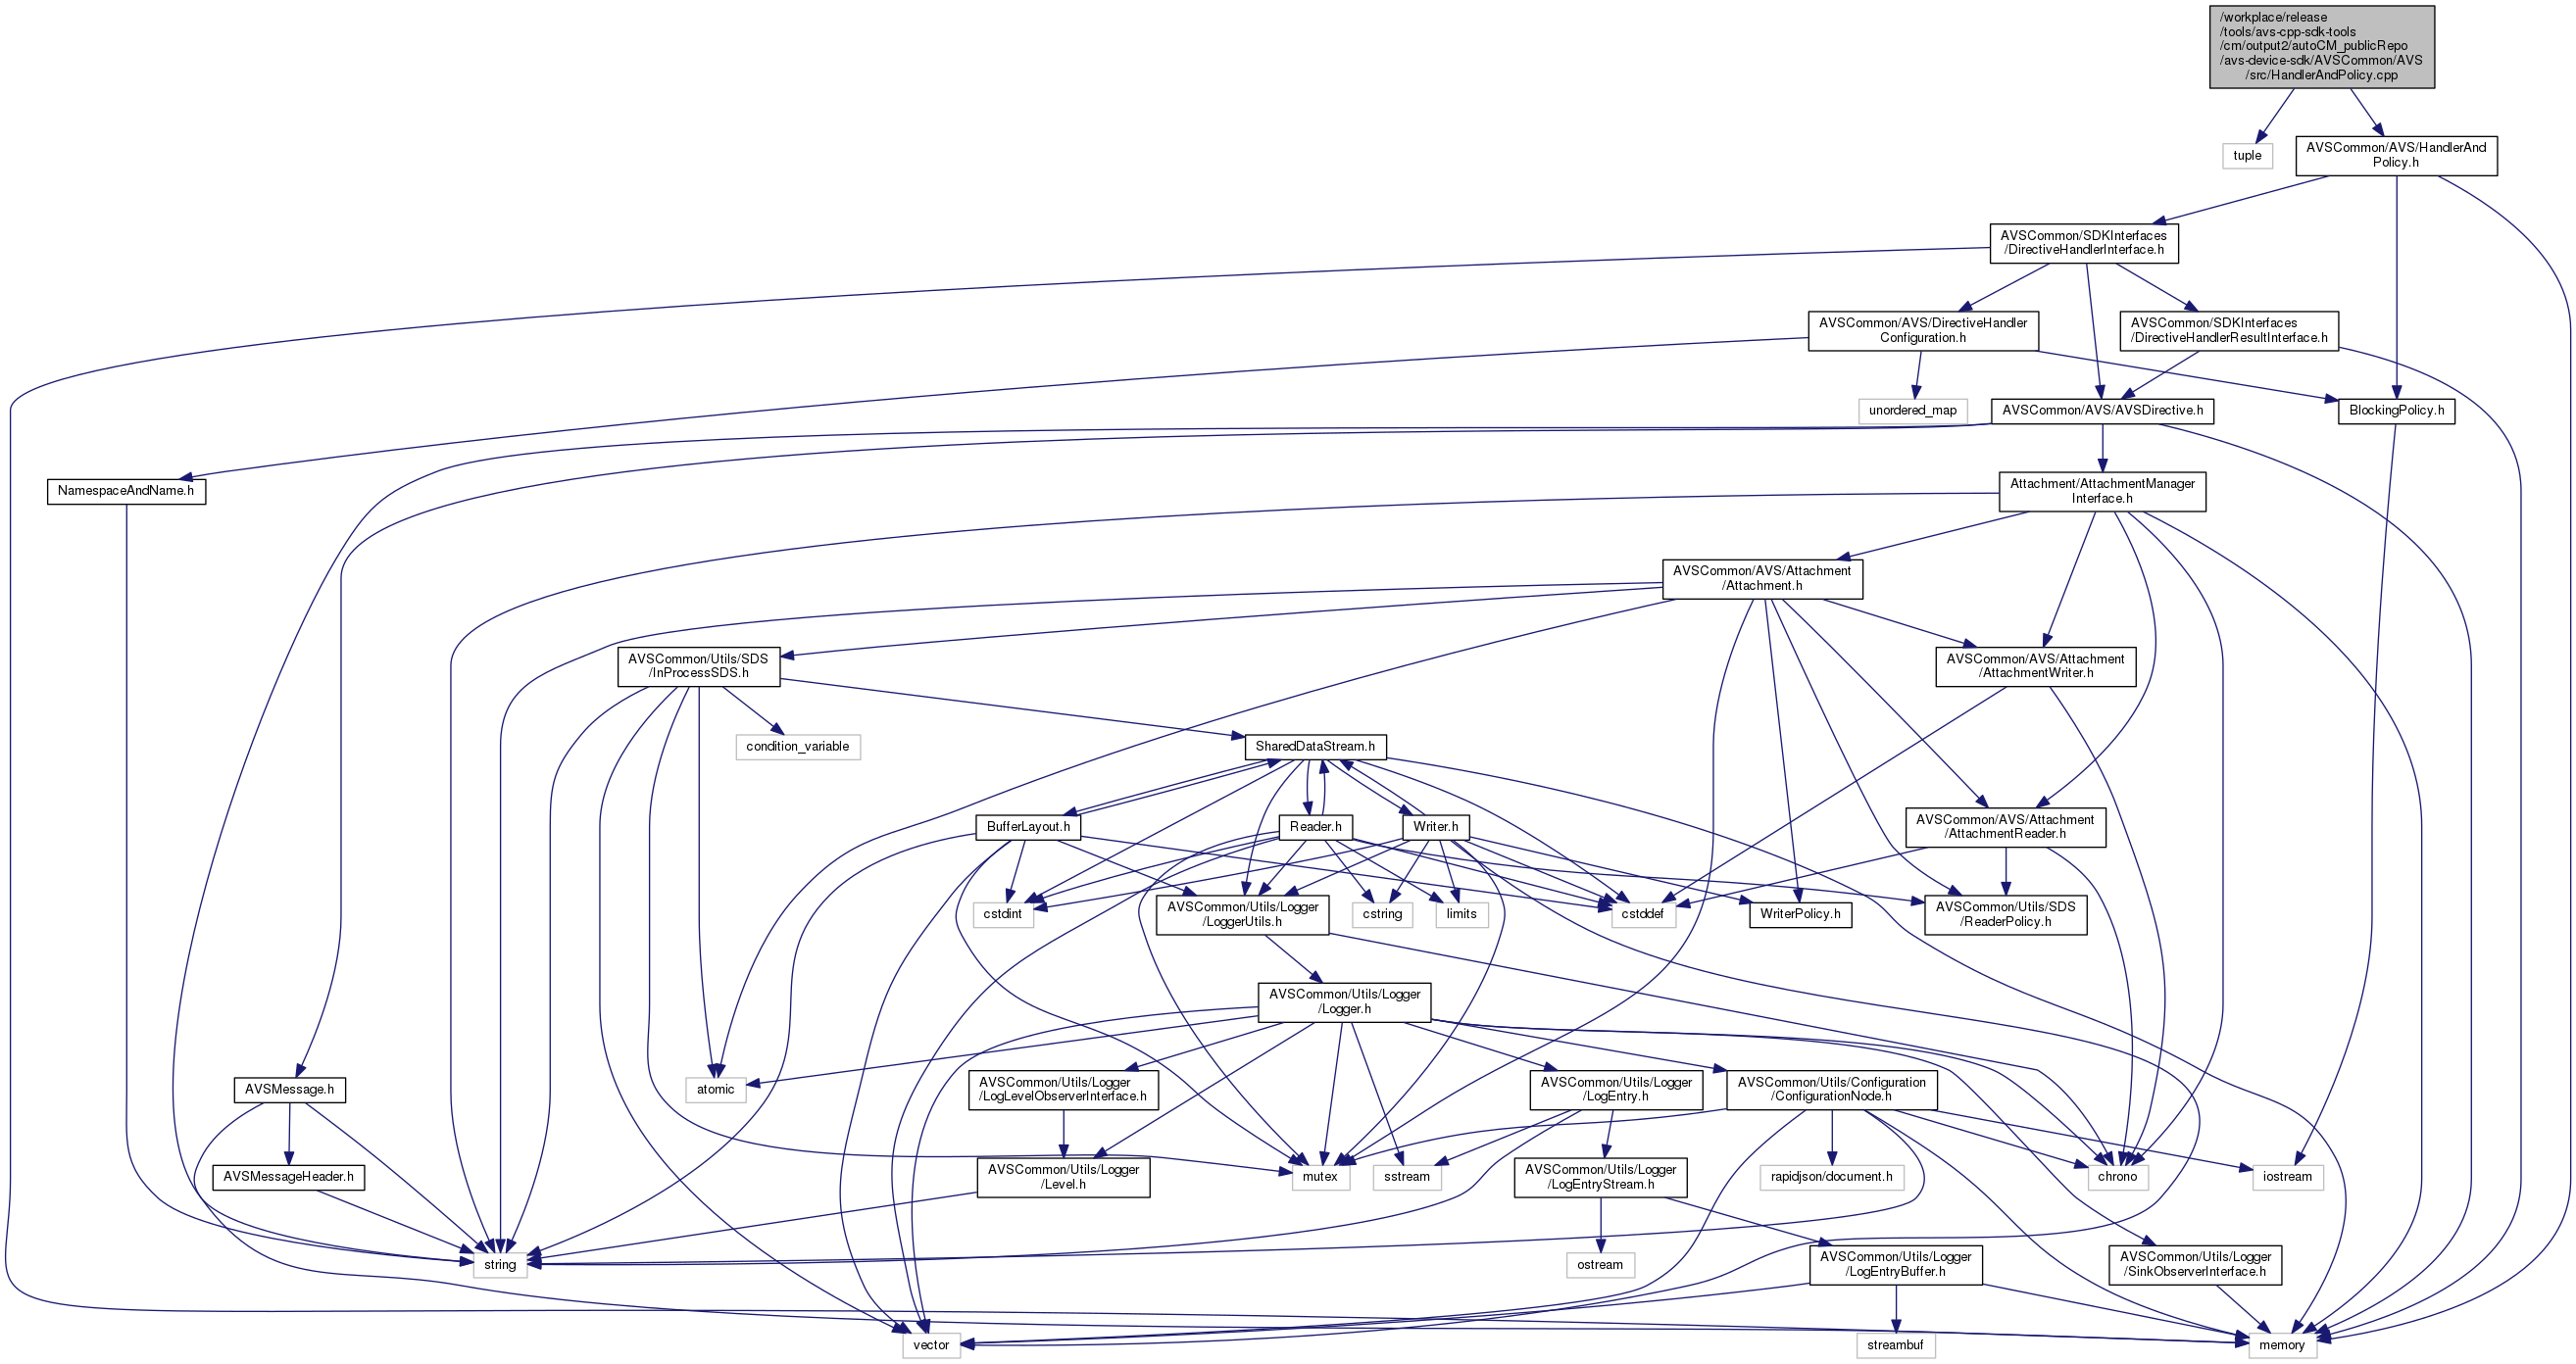 /workplace/release
/tools/avs-cpp-sdk-tools
/cm/output2/autoCM_publicRepo
/avs-device-sdk/AVSCommon/AVS
/src/HandlerAndPolicy.cpp
tuple
AVSCommon/AVS/HandlerAnd
Policy.h
AVSCommon/SDKInterfaces
/DirectiveHandlerInterface.h
AVSCommon/AVS/DirectiveHandler
Configuration.h
AVSCommon/SDKInterfaces
/DirectiveHandlerResultInterface.h
unordered_map
AVSCommon/AVS/AVSDirective.h
BlockingPolicy.h
NamespaceAndName.h
Attachment/AttachmentManager
Interface.h
AVSCommon/AVS/Attachment
/Attachment.h
AVSCommon/Utils/SDS
/InProcessSDS.h
AVSCommon/AVS/Attachment
/AttachmentWriter.h
condition_variable
SharedDataStream.h
BufferLayout.h
Reader.h
Writer.h
AVSCommon/AVS/Attachment
/AttachmentReader.h
cstdint
AVSCommon/Utils/Logger
/LoggerUtils.h
cstring
limits
cstddef
WriterPolicy.h
AVSCommon/Utils/SDS
/ReaderPolicy.h
AVSCommon/Utils/Logger
/Logger.h
AVSMessage.h
atomic
AVSCommon/Utils/Logger
/LogLevelObserverInterface.h
AVSCommon/Utils/Logger
/LogEntry.h
AVSCommon/Utils/Configuration
/ConfigurationNode.h
AVSMessageHeader.h
AVSCommon/Utils/Logger
/Level.h
mutex
sstream
AVSCommon/Utils/Logger
/LogEntryStream.h
rapidjson/document.h
chrono
iostream
string
ostream
AVSCommon/Utils/Logger
/LogEntryBuffer.h
AVSCommon/Utils/Logger
/SinkObserverInterface.h
vector
streambuf
memory